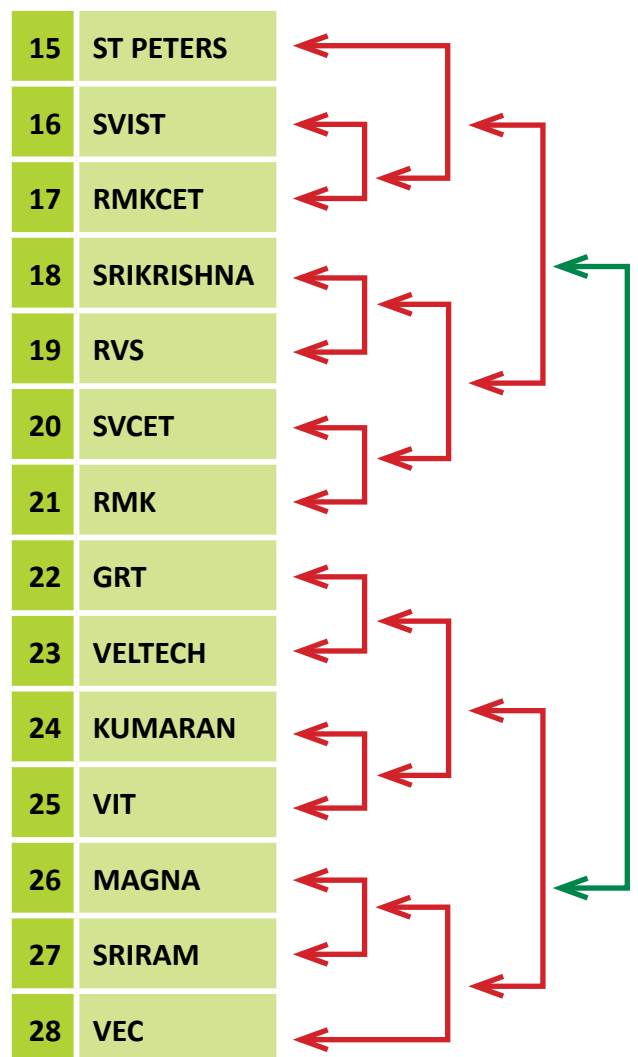 15 ST PETERS
16 SVIST
17 RMKCET
18 SRIKRISHNA
19 RVS
20 SVCET
21 RMK
22 GRT
23 VELTECH
24 KUMARAN
25 VIT
26 MAGNA
27 SRIRAM
28 VEC